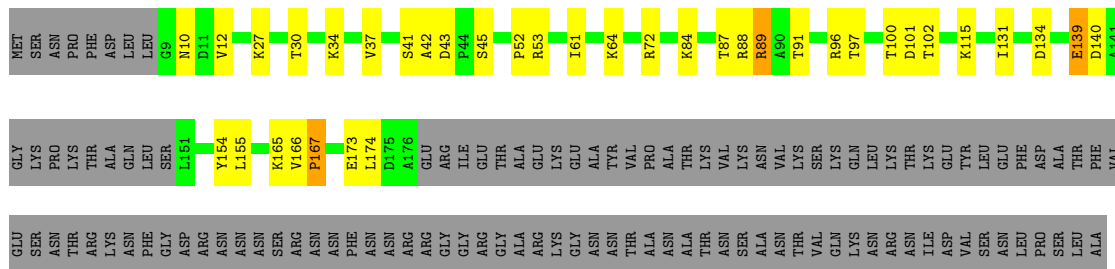 MET SER ASN PRO PHE ASP LEU LEU G9 N10 D11 V12 K27 T30 K34 V37 S41 A42 D43 P44 S45 P52 R53 I61 K64 R72 K84 T87 R88 R89 A90 T91 R96 T97 T100 D101 T102 K115 I131 D134 E139 D140 A141
GLY LYS PRO LYS THR ALA GLN LEU SER L151 Y154 L155 K165 V166 P167 E173 L174 D175 A176 GLU ARG ILE GLU THR ALA GLU LYS GLU ALA TYR VAL PRO ALA THR LYS VAL LYS ASN VAL LYS SER LYS GLN LEU LYS THR LYS GLU TYR LEU GLU PHE ASP ALA THR PHE VAL
GLU SER ASN THR ARG LYS ASN PHE GLY ASP ARG ASN ASN ASN SER ARG ASN ASN PHE ASN ASN ARG ARG GLY GLY ARG GLY ALA ARG LYS GLY ASN ASN THR ALA ASN ALA THR ASN SER ALA ASN THR VAL GLN LYS ASN ARG ASN ILE ASP VAL SER ASN LEU PRO SER LEU ALA